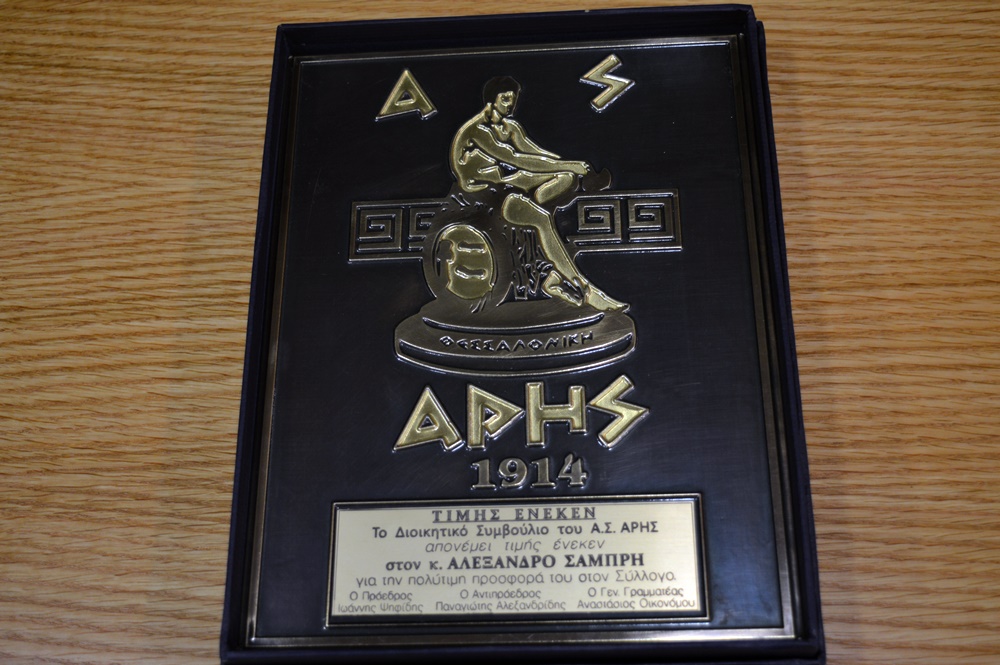 Α Σ
ΘΕΣΣΑΛΟΝΙΚΗ
ΑΡΗΣ
1914
ΤΙΜΗΣ ΕΝΕΚΕΝ
Το Διοικητικό Συμβούλιο του Α.Σ. ΑΡΗΣ
απονέμει τιμής ένεκεν
στον κ. ΑΛΕΞΑΝΔΡΟ ΣΑΜΠΡΗ
για την πολύτιμη προσφορά του στον Σύλλογο.
Ο Πρόεδρος Ο Αντιπρόεδρος Ο Γεν. Γραμματέας
Ιωάννης Ψηφίδης Παναγιώτης Αλεξανδρίδης Αναστάσιος Οικονόμου